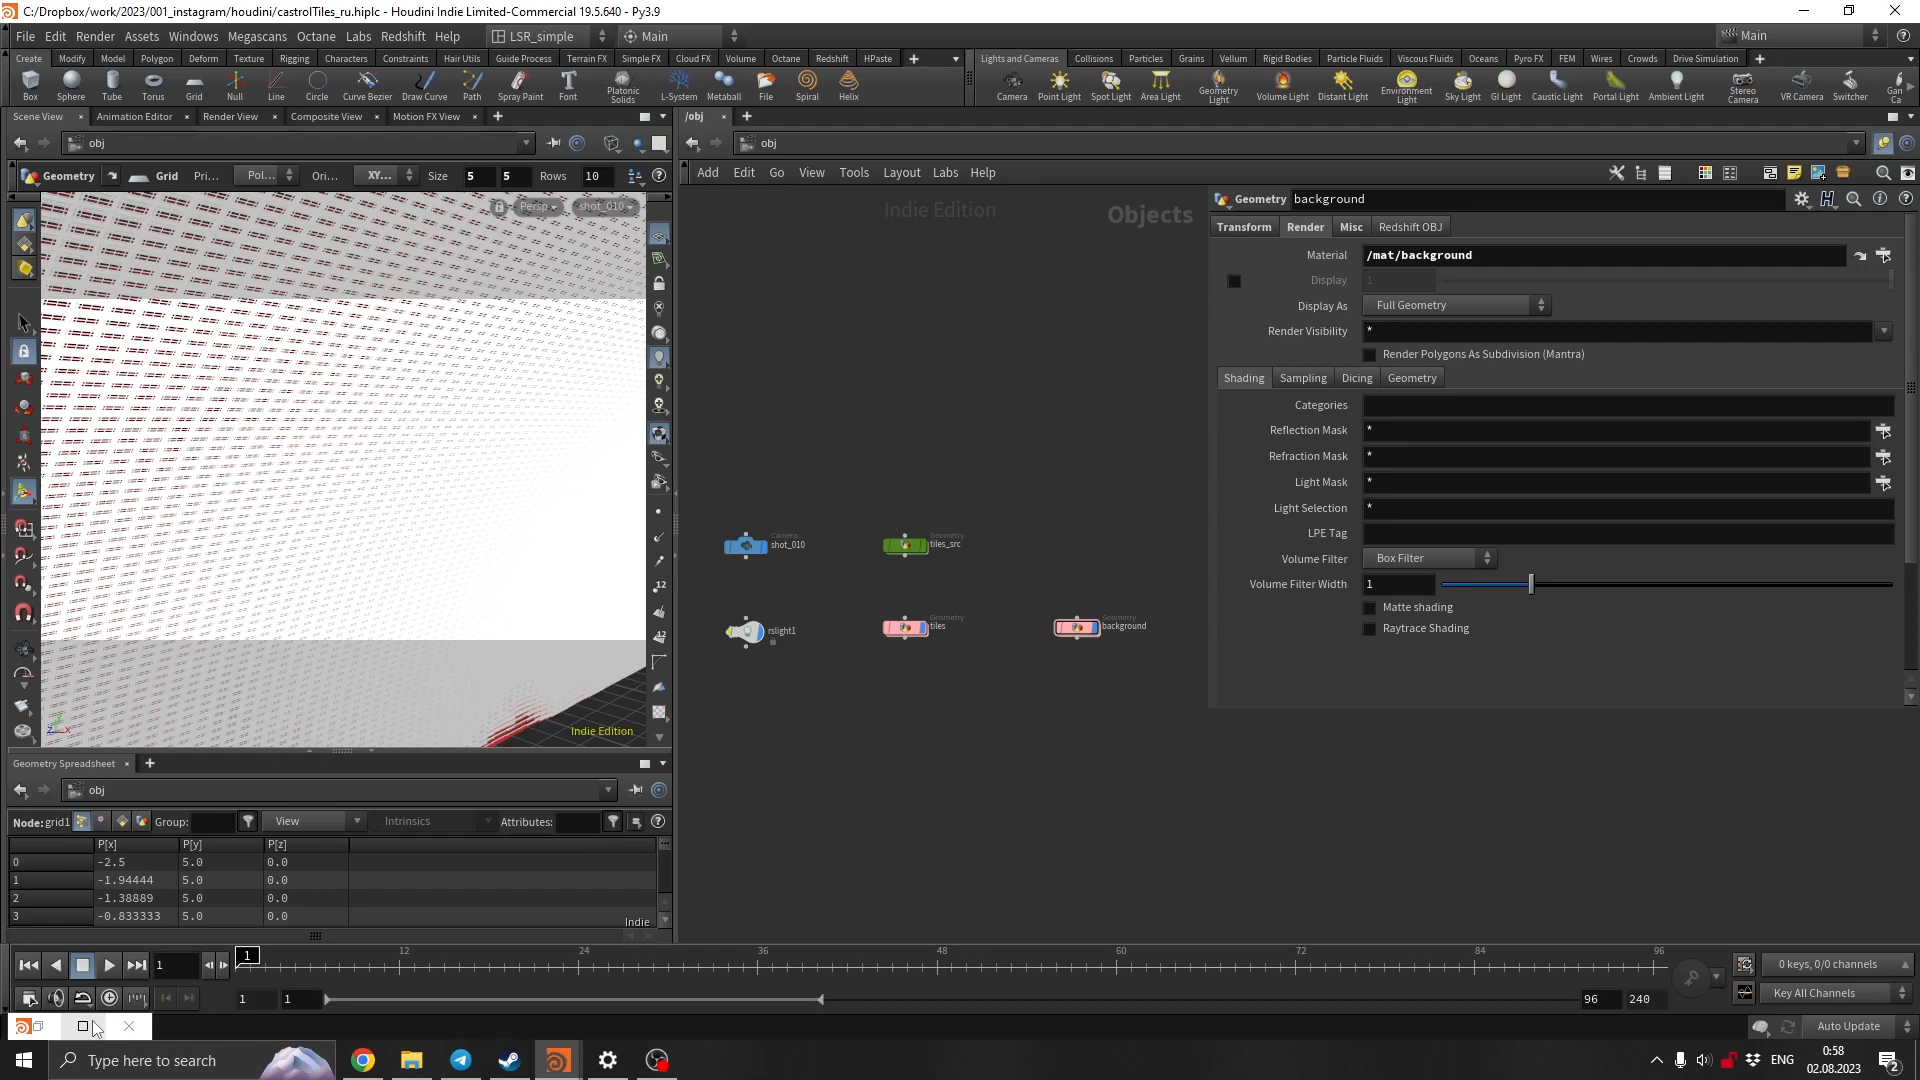 C:/Dropbox/work/2023/001_instagram/houdini/castrolTiles_ru.hiplc - Houdini Indie Limited-Commercial 19.5.640 - Py3.9
File Edit Render Assets Windows Megascans Octane Labs Redshift Help LSR_simple Main Main
Create Modify Model Polygon Deform Texture Rigging Characters Constraints Hair Utils Guide Process Terrain FX Simple FX Cloud FX Volume Octane Redshift HPaste
Lights and Cameras Collisions Particles Grains Vellum Rigid Bodies Particle Fluids Viscous Fluids Oceans Pyro FX FEM Wires Crowds Drive Simulation
Box Sphere Tube Torus Grid Null Line Circle Curve Bezier Draw Curve Path Spray Paint Font Platonic Solids L-System Metaball File Spiral Helix
Camera Point Light Spot Light Area Light Geometry Light Volume Light Distant Light Environment Light Sky Light GI Light Caustic Light Portal Light Ambient Light Stereo Camera VR Camera Switcher Gan Ca
Scene View Animation Editor Render View Composite View Motion FX View
/obj
obj
obj
Geometry Grid Pri... Pol... Ori... XY... Size 5 5 Rows 10
Add Edit Go View Tools Layout Labs Help
Persp shot_010
Indie Edition
Indie Edition
Objects
Camera
shot_010
Geometry
tiles_src
rslight1
Geometry
tiles
Geometry
background
Geometry background
Transform Render Misc Redshift OBJ
Material /mat/background
Display 1
Display As Full Geometry
Render Visibility *
Render Polygons As Subdivision (Mantra)
Shading Sampling Dicing Geometry
Categories
Reflection Mask *
Refraction Mask *
Light Mask *
Light Selection *
LPE Tag
Volume Filter Box Filter
Volume Filter Width 1
Matte shading
Raytrace Shading
Geometry Spreadsheet
obj
Node: grid1 Group: View Intrinsics Attributes:
P[x] P[y] P[z]
0 -2.5 5.0 0.0
1 -1.94444 5.0 0.0
2 -1.38889 5.0 0.0
3 -0.833333 5.0 0.0
Indie
1 1 12 24 36 48 60 72 84 96
0 keys, 0/0 channels
1 1 96 240
Key All Channels
Auto Update
Type here to search
ENG
0:58
02.08.2023
2